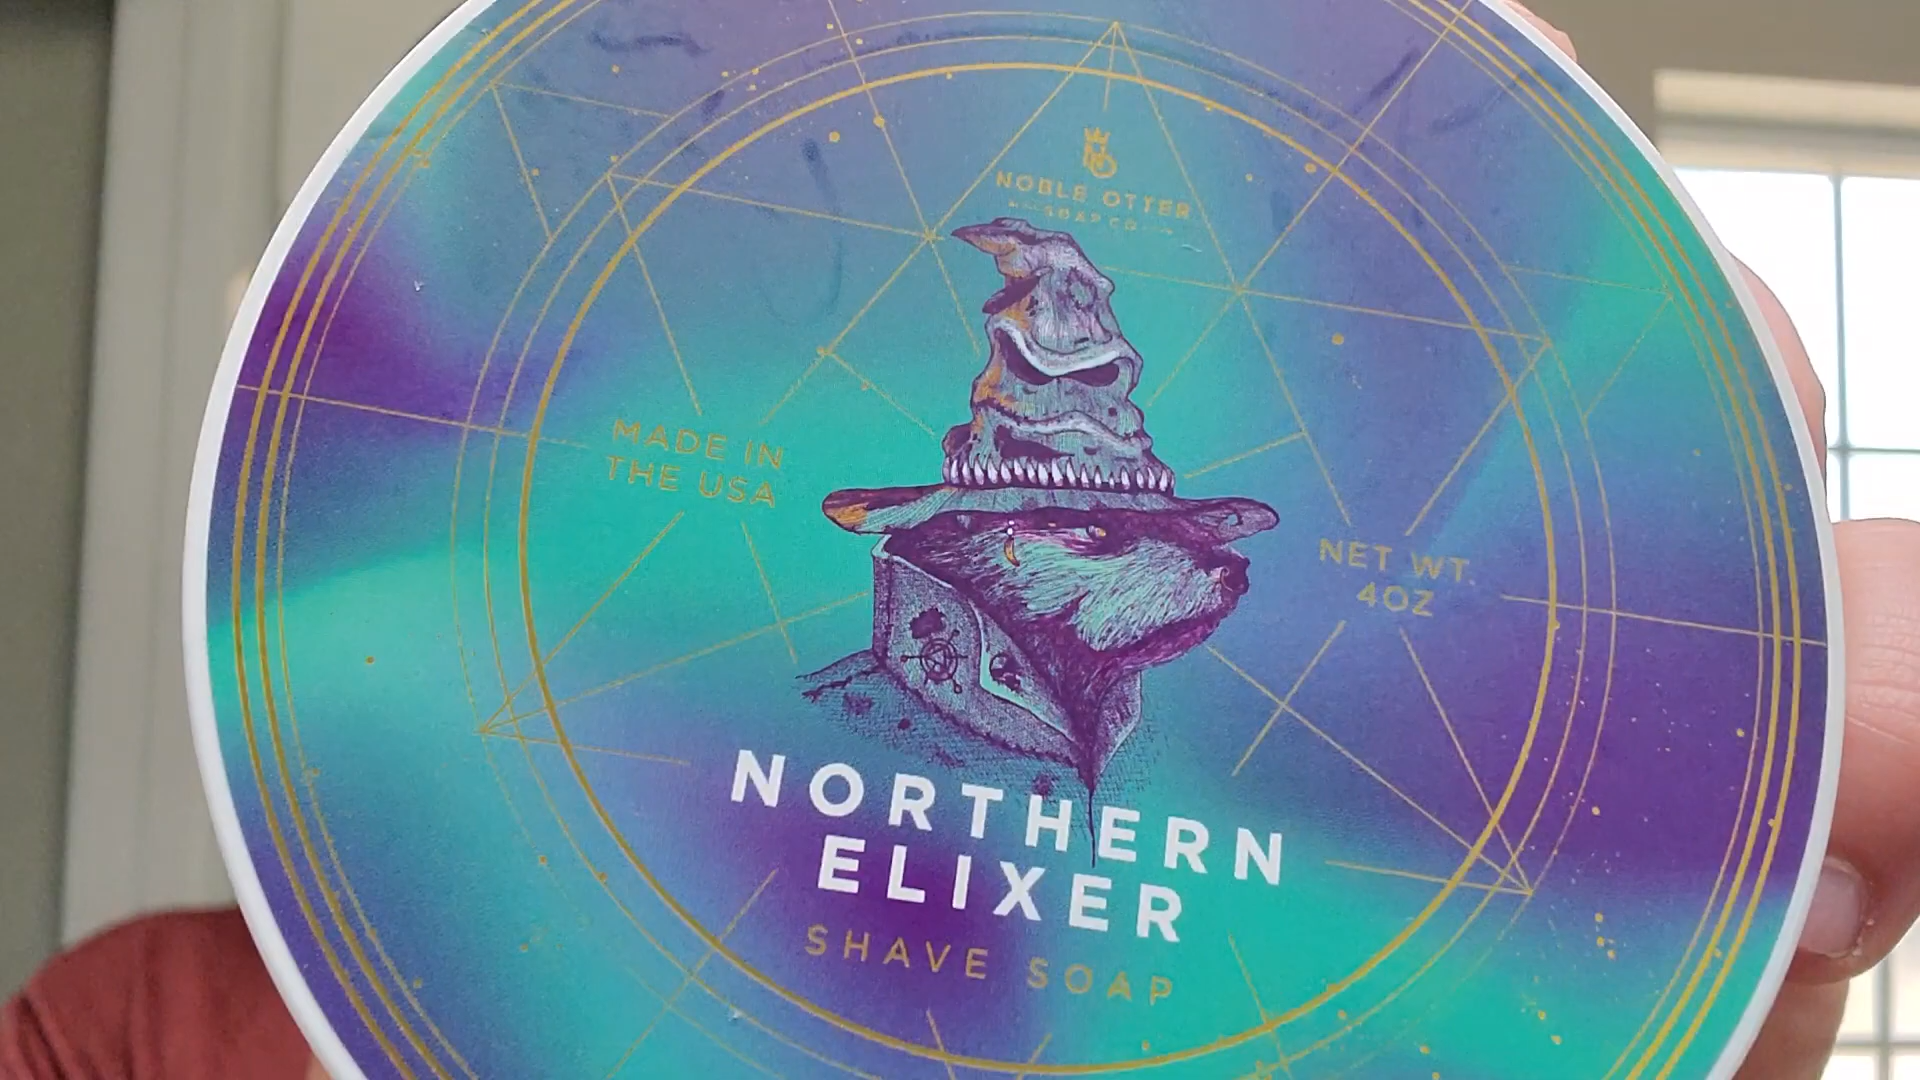 NOBLE OTTER
SOAP CO
MADE IN
THE USA
NET WT.
4OZ
NORTHERN
ELIXER
SHAVE SOAP